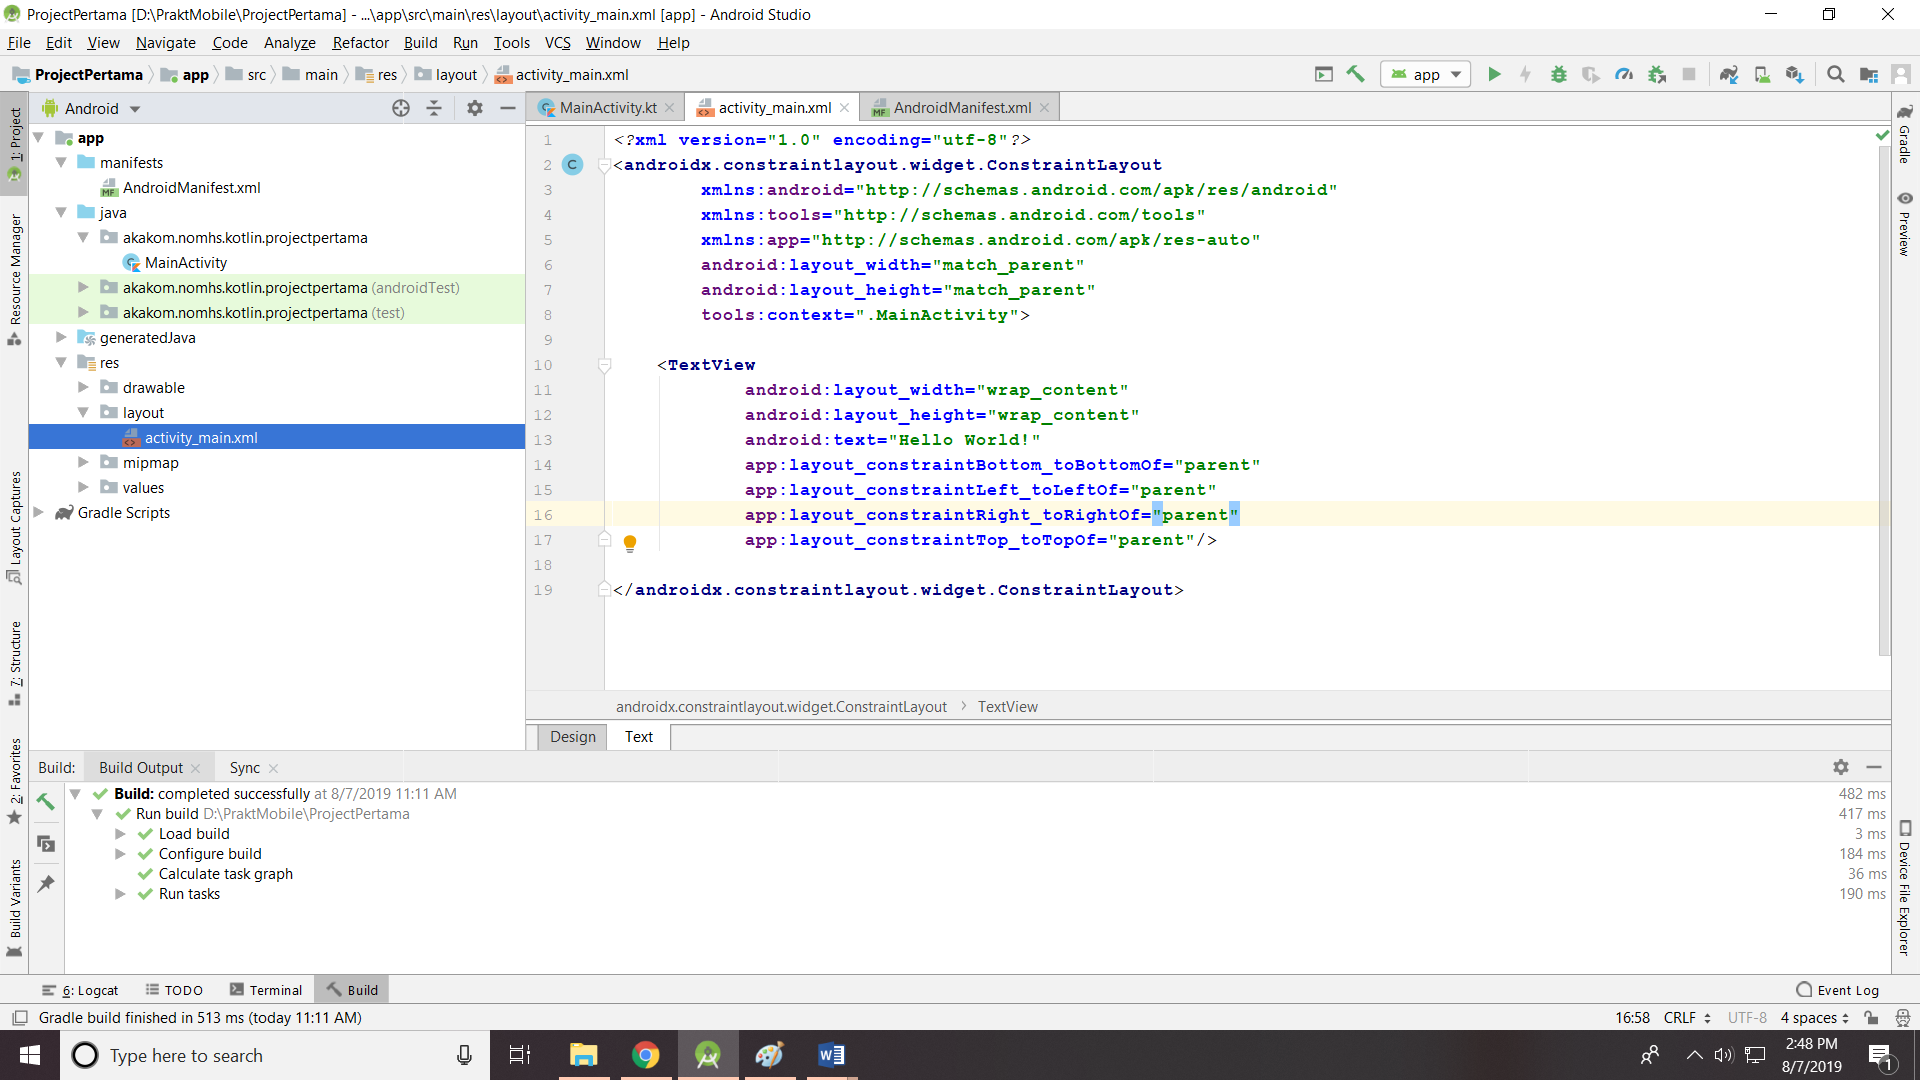 ProjectPertama [D:\PraktMobile\ProjectPertama] - ...\app\src\main\res\layout\activity_main.xml [app] - Android Studio
File Edit View Navigate Code Analyze Refactor Build Run Tools VCS Window Help
ProjectPertama app src main res layout activity_main.xml
app
Android
MainActivity.kt activity_main.xml AndroidManifest.xml
1: Project
Resource Manager
Layout Captures
7: Structure
2: Favorites
Build Variants
app
manifests
AndroidManifest.xml
java
akakom.nomhs.kotlin.projectpertama
MainActivity
akakom.nomhs.kotlin.projectpertama (androidTest)
akakom.nomhs.kotlin.projectpertama (test)
generatedJava
res
drawable
layout
activity_main.xml
mipmap
values
Gradle Scripts
1 <?xml version="1.0" encoding="utf-8"?>
2 C <androidx.constraintlayout.widget.ConstraintLayout
3 xmlns:android="http://schemas.android.com/apk/res/android"
4 xmlns:tools="http://schemas.android.com/tools"
5 xmlns:app="http://schemas.android.com/apk/res-auto"
6 android:layout_width="match_parent"
7 android:layout_height="match_parent"
8 tools:context=".MainActivity">
9
10 <TextView
11 android:layout_width="wrap_content"
12 android:layout_height="wrap_content"
13 android:text="Hello World!"
14 app:layout_constraintBottom_toBottomOf="parent"
15 app:layout_constraintLeft_toLeftOf="parent"
16 app:layout_constraintRight_toRightOf="parent"
17 app:layout_constraintTop_toTopOf="parent"/>
18
19 </androidx.constraintlayout.widget.ConstraintLayout>
androidx.constraintlayout.widget.ConstraintLayout > TextView
Design Text
Gradle
Preview
Device File Explorer
Build: Build Output Sync
Build: completed successfully at 8/7/2019 11:11 AM 482 ms
Run build D:\PraktMobile\ProjectPertama 417 ms
Load build 3 ms
Configure build 184 ms
Calculate task graph 36 ms
Run tasks 190 ms
6: Logcat TODO Terminal Build Event Log
Gradle build finished in 513 ms (today 11:11 AM) 16:58 CRLF UTF-8 4 spaces
Type here to search
2:48 PM
8/7/2019
1